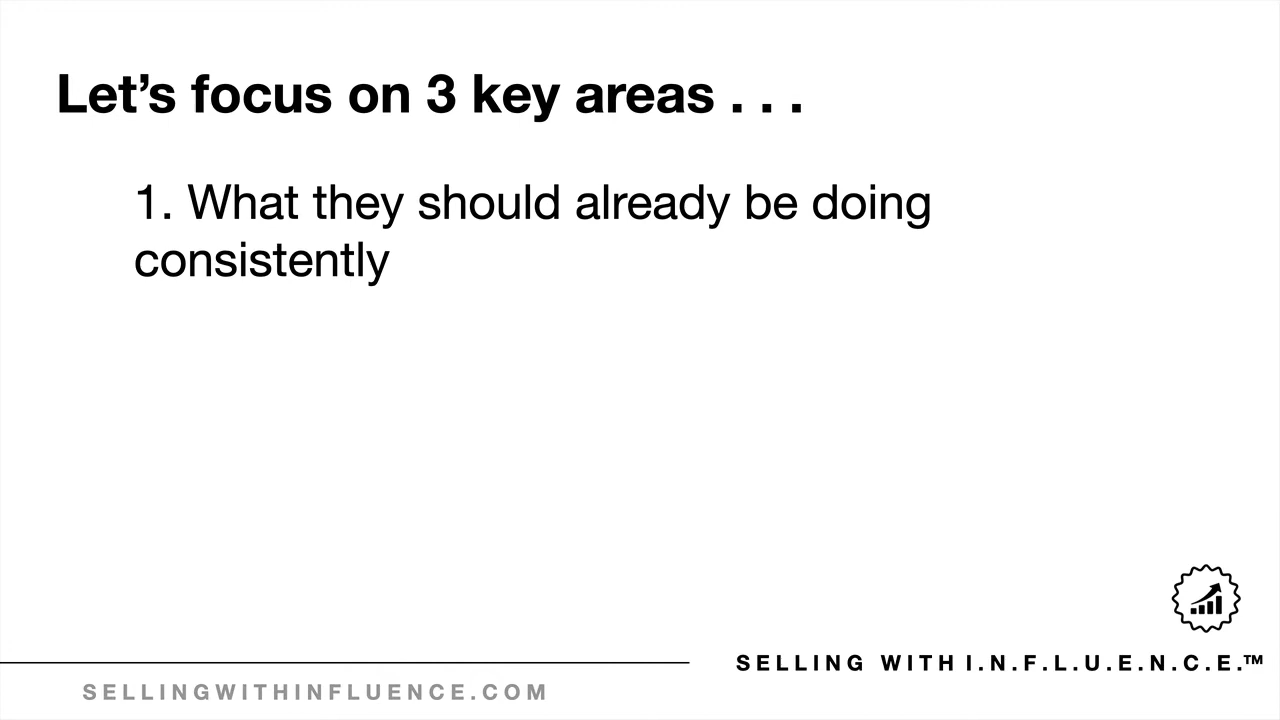 Let’s focus on 3 key areas . . .
1. What they should already be doing
consistently
SELLING WITH I.N.F.L.U.E.N.C.E.™
SELLINGWITHINFLUENCE.COM